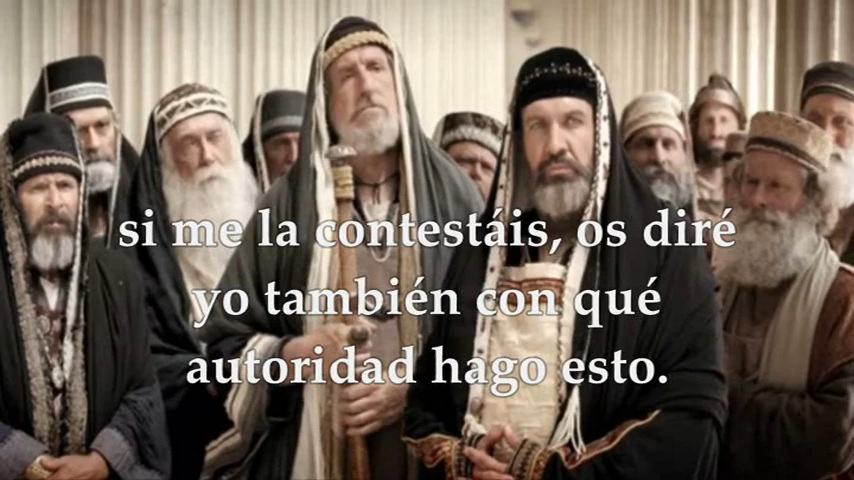 si me la contestáis, os diré
yo también con qué
autoridad hago esto.